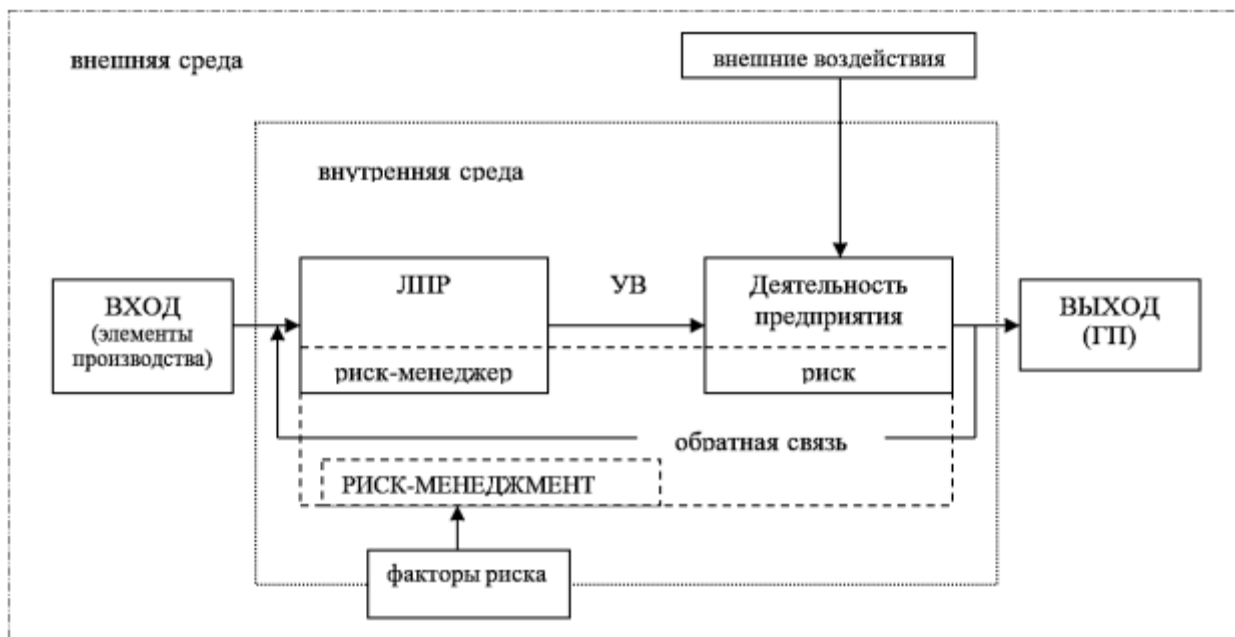 внешняя среда
внешние воздействия
внутренняя среда
ВХОД
(элементы
производства)
ЛПР
риск-менеджер
УВ
Деятельность
предприятия
риск
ВЫХОД
(ГП)
обратная связь
РИСК-МЕНЕДЖМЕНТ
факторы риска